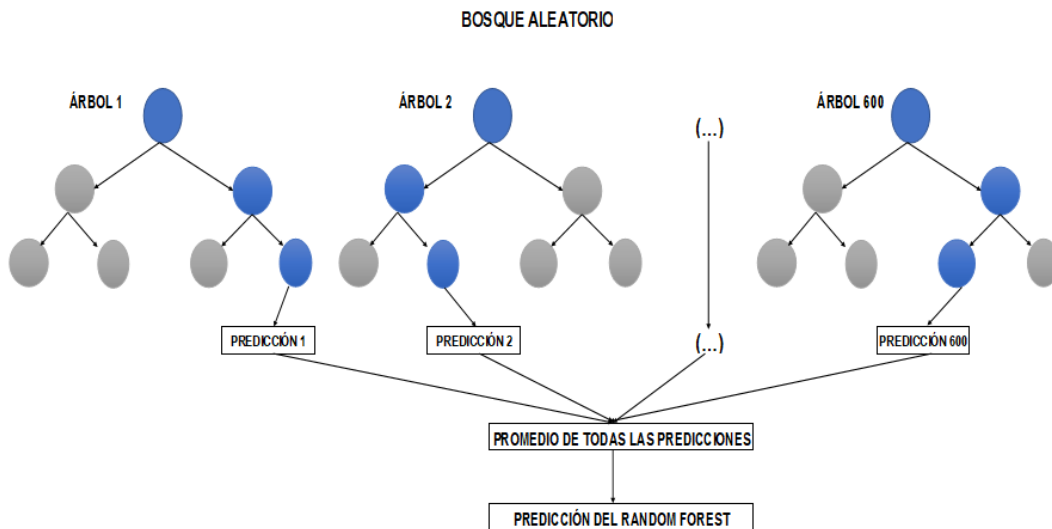 BOSQUE ALEATORIO
ÁRBOL 1
ÁRBOL 2
(...)
ÁRBOL 600
PREDICCIÓN 1
PREDICCIÓN 2
(...)
PREDICCIÓN 600
PROMEDIO DE TODAS LAS PREDICCIONES
PREDICCIÓN DEL RANDOM FOREST